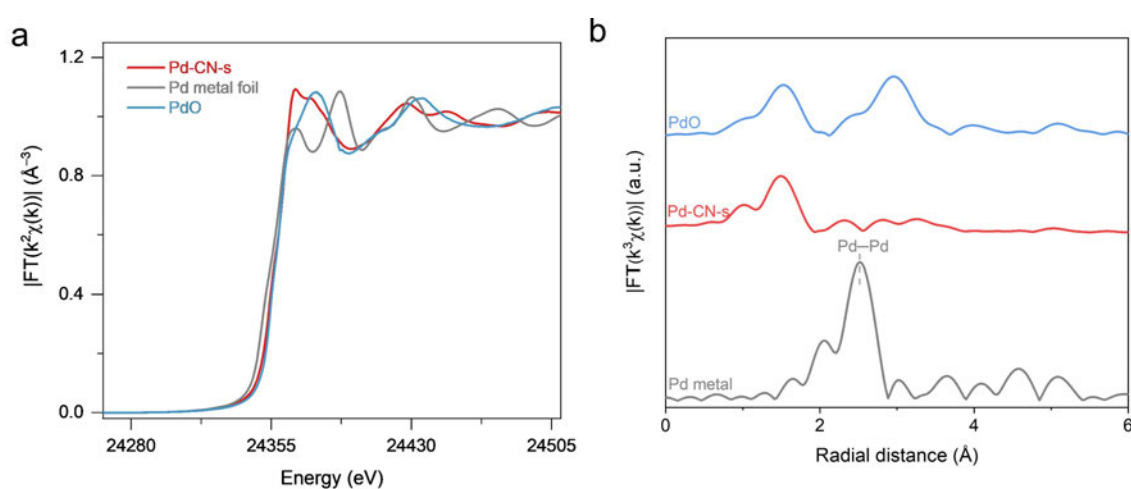 a
|FT(k²χ(k))| (Å⁻³)
1.2
0.8
0.4
0.0
Pd-CN-s
Pd metal foil
PdO
24280
24355
24430
24505
Energy (eV)
b
|FT(k³χ(k))| (a.u.)
PdO
Pd-CN-s
Pd—Pd
Pd metal
0
2
4
6
Radial distance (Å)